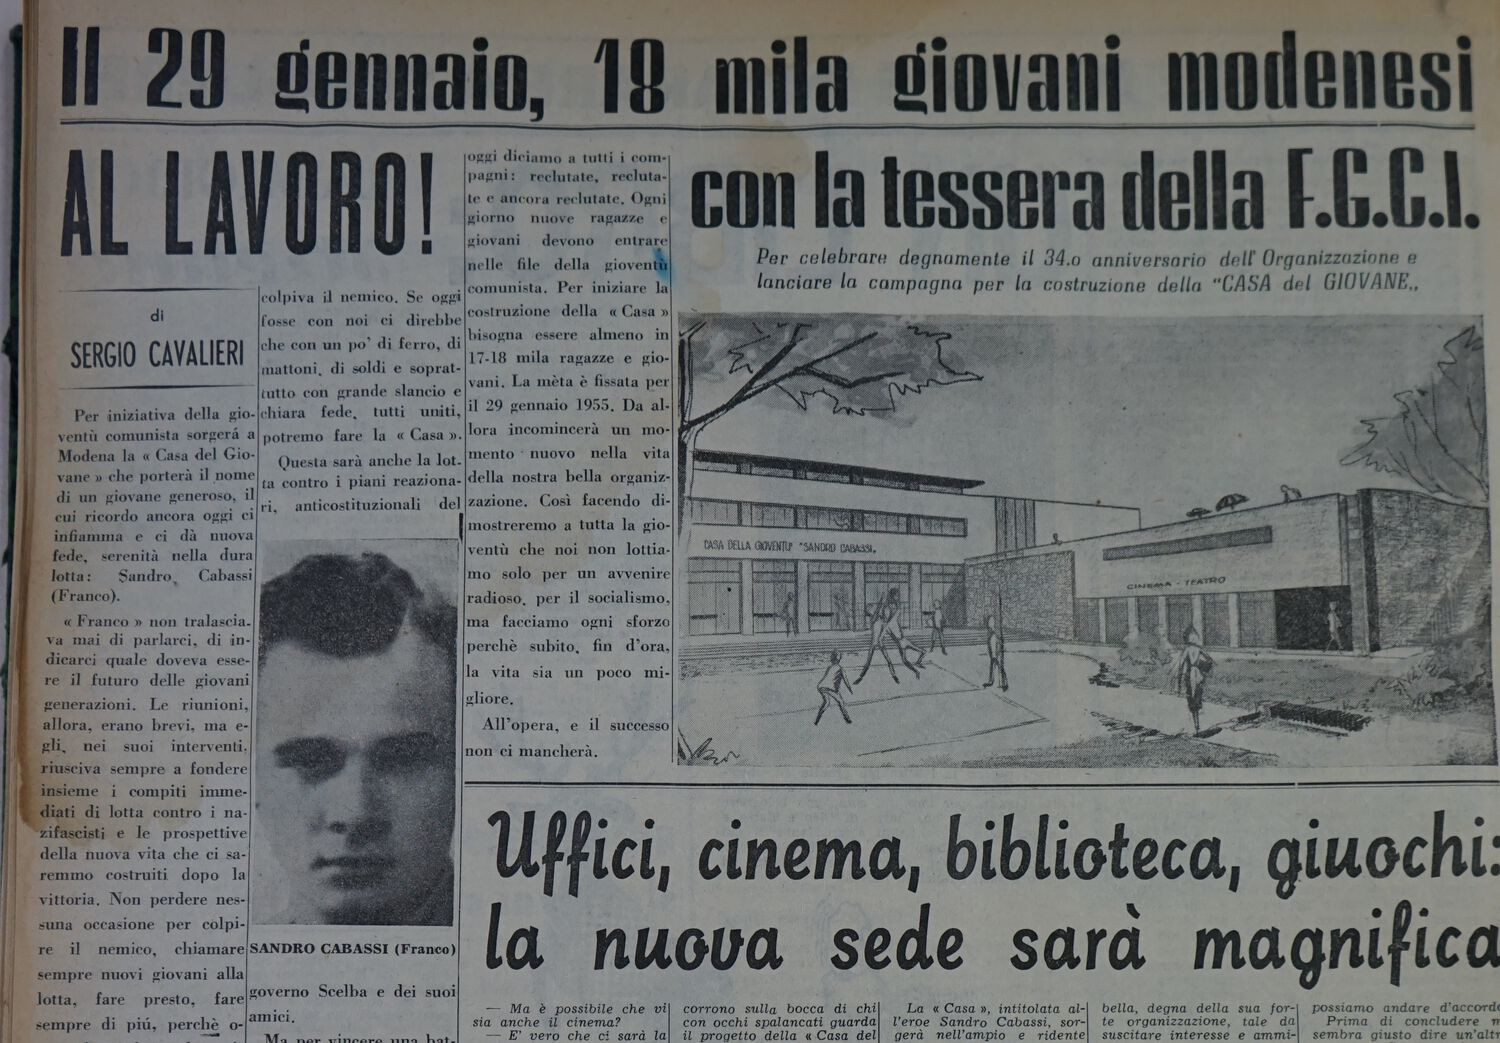 Il 29 gennaio, 18 mila giovani modenesi
con la tessera della F.G.C.I.
Per celebrare degnamente il 34.o anniversario dell'Organizzazione e
lanciare la campagna per la costruzione della "CASA del GIOVANE„
AL LAVORO!
di
SERGIO CAVALIERI
Per iniziativa della gio-
ventù comunista sorgerá a
Modena la « Casa del Gio-
vane » che porterà il nome
di un giovane generoso, il
cui ricordo ancora oggi ci
infiamma e ci dà nuova
fede, serenità nella dura
lotta: Sandro Cabassi
(Franco).
« Franco » non tralascia-
va mai di parlarci, di in-
dicarci quale doveva esse-
re il futuro delle giovani
generazioni. Le riunioni,
allora, erano brevi, ma e-
gli, nei suoi interventi,
riusciva sempre a fondere
insieme i compiti imme-
diati di lotta contro i na-
zifascisti e le prospettive
della nuova vita che ci sa-
remmo costruiti dopo la
vittoria. Non perdere nes-
suna occasione per colpi-
re il nemico, chiamare
sempre nuovi giovani alla
lotta, fare presto, fare
sempre di piú, perchè o-
colpiva il nemico. Se oggi
fosse con noi ci direbbe
che con un po' di ferro, di
mattoni, di soldi e soprat-
tutto con grande slancio e
chiara fede, tutti uniti,
potremo fare la « Casa ».
Questa sarà anche la lot-
ta contro i piani reaziona-
ri, anticostituzionali del
SANDRO CABASSI (Franco)
governo Scelba e dei suoi
amici.
Ma per vincere una bat-
oggi diciamo a tutti i com-
pagni: reclutate, recluta-
te e ancora reclutate. Ogni
giorno nuove ragazze e
giovani devono entrare
nelle file della gioventù
comunista. Per iniziare la
costruzione della « Casa »
bisogna essere almeno in
17-18 mila ragazze e gio-
vani. La mèta è fissata per
il 29 gennaio 1955. Da al-
lora incomincerà un mo-
mento nuovo nella vita
della nostra bella organiz-
zazione. Così facendo di-
mostreremo a tutta la gio-
ventù che noi non lottia-
mo solo per un avvenire
radioso, per il socialismo,
ma facciamo ogni sforzo
perchè subito, fin d'ora,
la vita sia un poco mi-
gliore.
All'opera, e il successo
non ci mancherà.
CASA DELLA GIOVENTU' "SANDRO CABASSI„
CINEMA - TEATRO
Uffici, cinema, biblioteca, giuochi:
la nuova sede sarà magnifica
— Ma è possibile che vi
sia anche il cinema?
— E' vero che ci sarà la
corrono sulla bocca di chi
con occhi spalancati guarda
il progetto della « Casa del
La « Casa », intitolata al-
l'eroe Sandro Cabassi, sor-
gerà nell'ampio e ridente
bella, degna della sua for-
te organizzazione, tale da
suscitare interesse e ammi-
possiamo andare d'accordo
Prima di concludere
sembra giusto dire un'altr